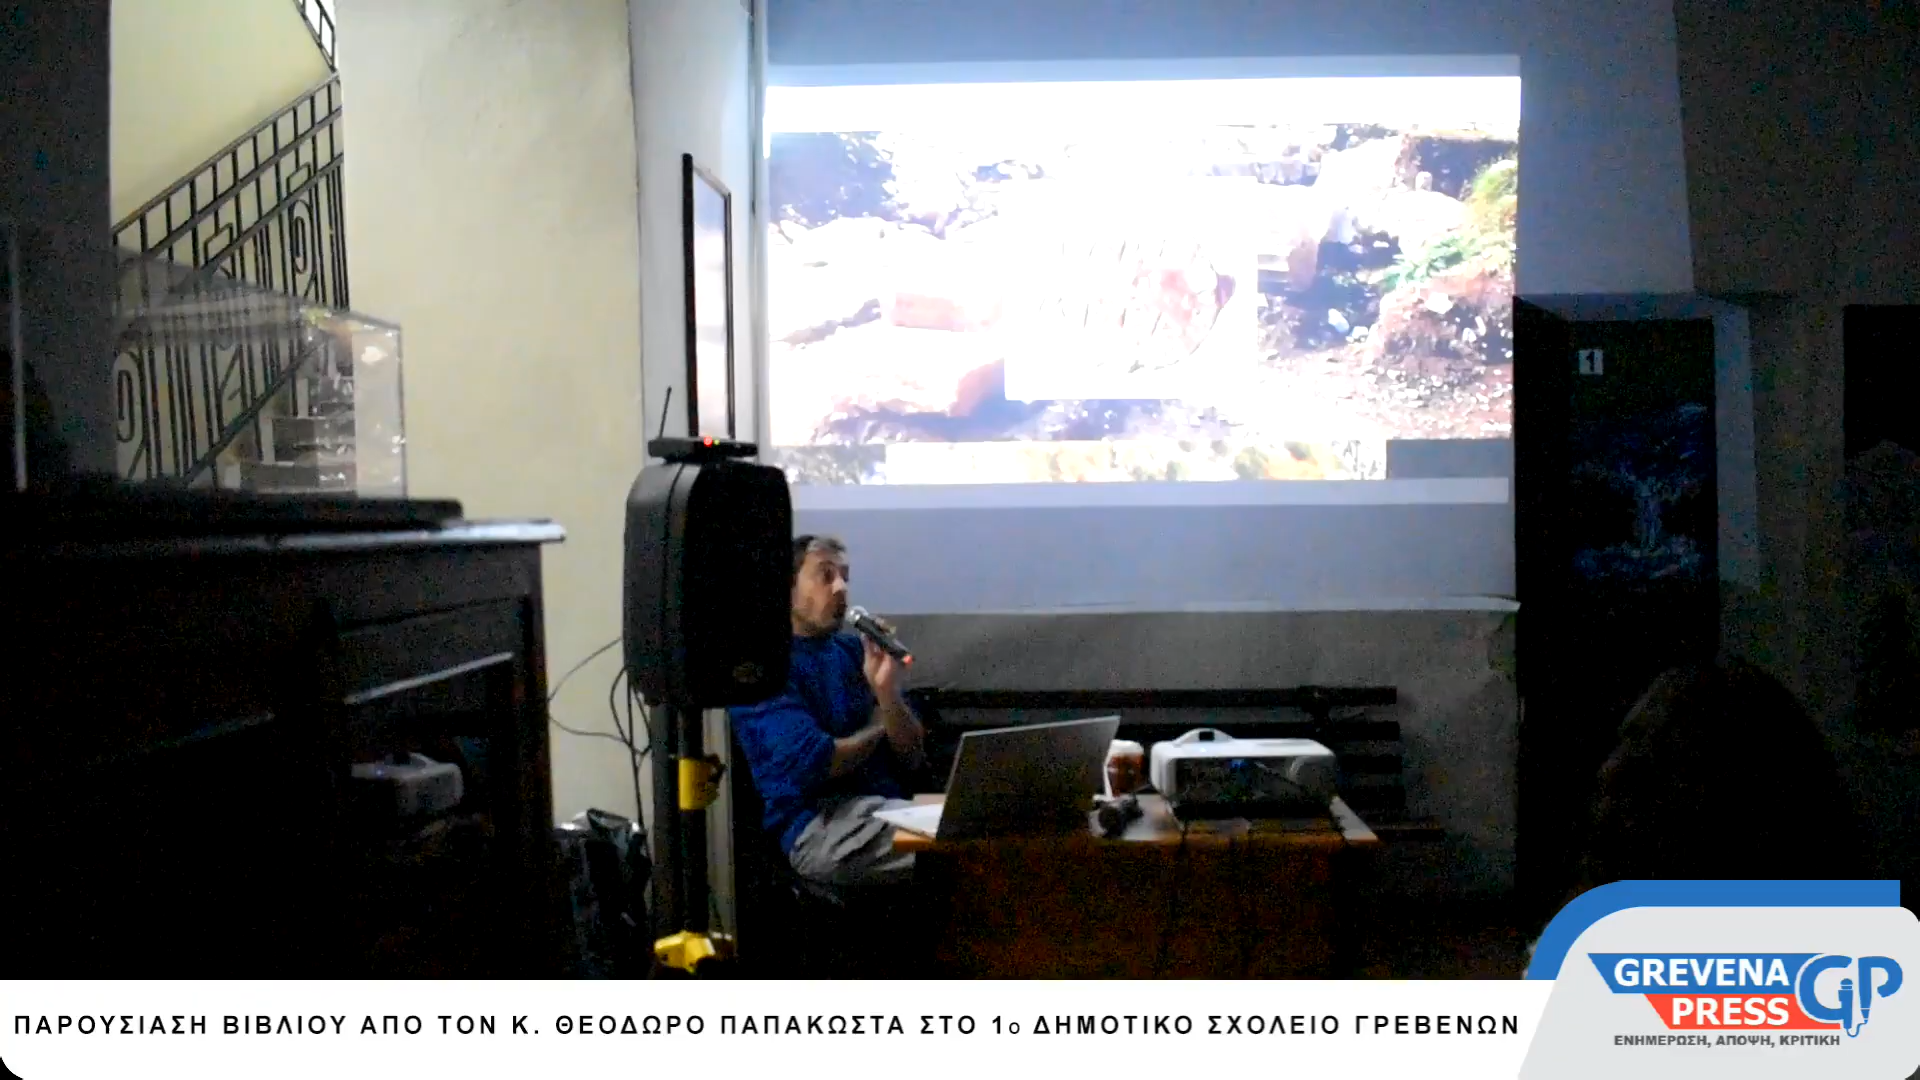 1
ΠΑΡΟΥΣΙΑΣΗ ΒΙΒΛΙΟΥ ΑΠΟ ΤΟΝ Κ. ΘΕΟΔΩΡΟ ΠΑΠΑΚΩΣΤΑ ΣΤΟ 1ο ΔΗΜΟΤΙΚΟ ΣΧΟΛΕΙΟ ΓΡΕΒΕΝΩΝ
GREVENA
PRESS
GP
ΕΝΗΜΕΡΩΣΗ, ΑΠΟΨΗ, ΚΡΙΤΙΚΗ